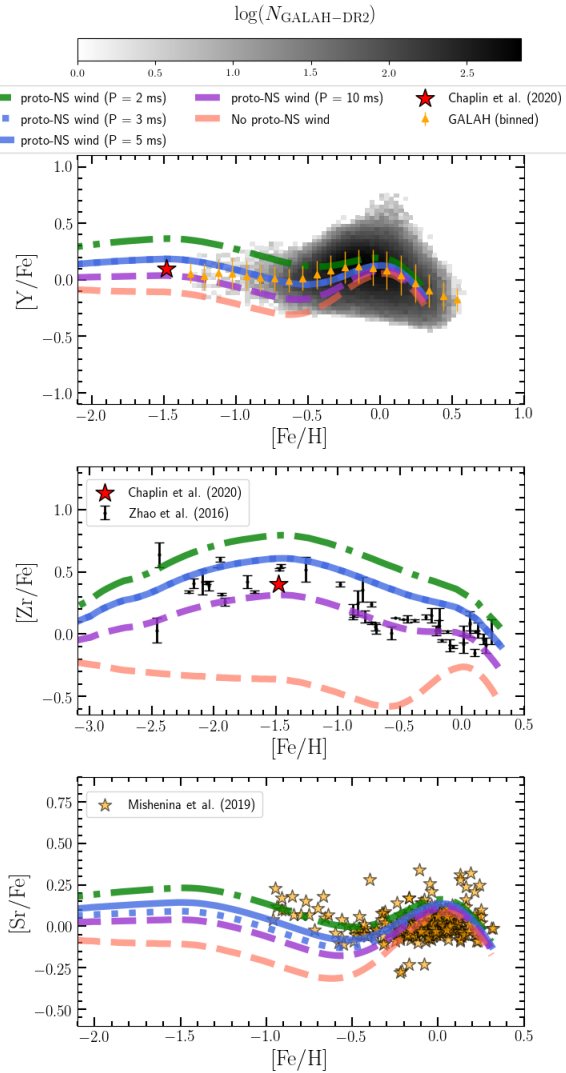 log(N_GALAH−DR2)
0.0 0.5 1.0 1.5 2.0 2.5
proto-NS wind (P = 2 ms) proto-NS wind (P = 10 ms) Chaplin et al. (2020)
proto-NS wind (P = 3 ms) No proto-NS wind GALAH (binned)
proto-NS wind (P = 5 ms)
1.0
0.5
0.0
−0.5
−1.0
[Y/Fe]
−2.0 −1.5 −1.0 −0.5 0.0 0.5 1.0
[Fe/H]
Chaplin et al. (2020)
Zhao et al. (2016)
1.0
0.5
0.0
−0.5
[Zr/Fe]
−3.0 −2.5 −2.0 −1.5 −1.0 −0.5 0.0 0.5
[Fe/H]
Mishenina et al. (2019)
0.75
0.50
0.25
0.00
−0.25
−0.50
[Sr/Fe]
−2.0 −1.5 −1.0 −0.5 0.0 0.5
[Fe/H]